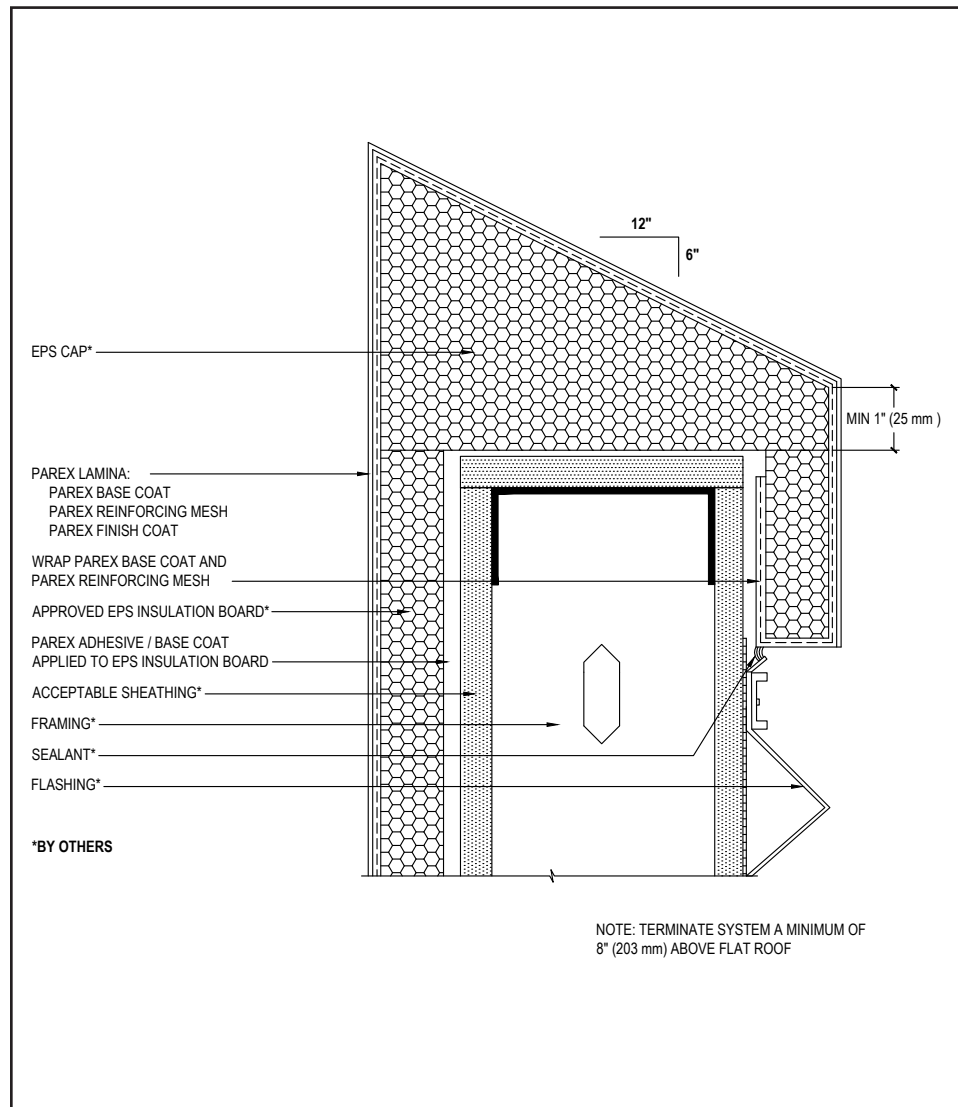 12"
6"
EPS CAP*
MIN 1" (25 mm )
PAREX LAMINA:
PAREX BASE COAT
PAREX REINFORCING MESH
PAREX FINISH COAT
WRAP PAREX BASE COAT AND
PAREX REINFORCING MESH
APPROVED EPS INSULATION BOARD*
PAREX ADHESIVE / BASE COAT
APPLIED TO EPS INSULATION BOARD
ACCEPTABLE SHEATHING*
FRAMING*
SEALANT*
FLASHING*
*BY OTHERS
NOTE: TERMINATE SYSTEM A MINIMUM OF
8" (203 mm) ABOVE FLAT ROOF